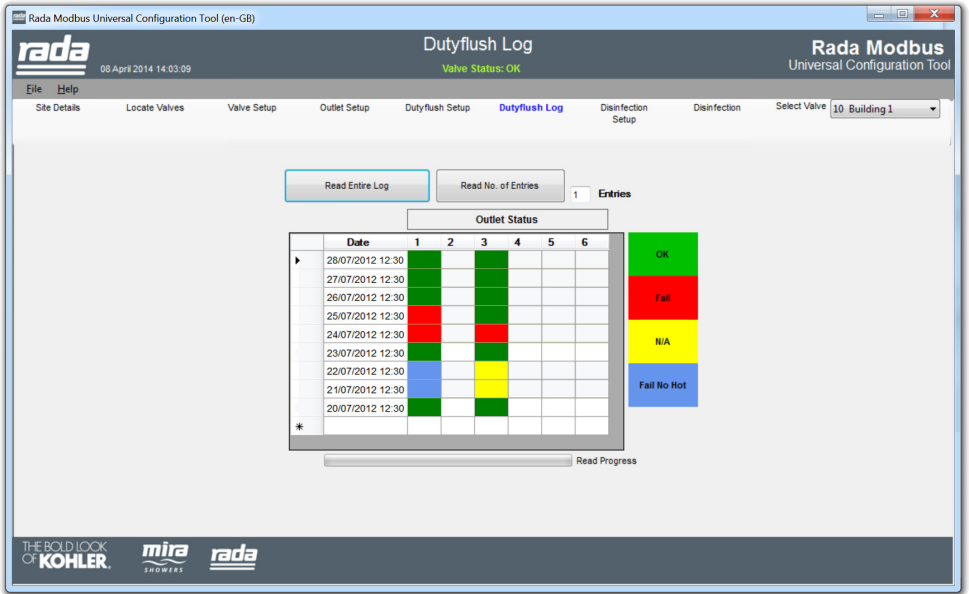 rada Rada Modbus Universal Configuration Tool (en-GB)
rada
Dutyflush Log
Rada Modbus
Universal Configuration Tool
08 April 2014 14:03:09
Valve Status: OK
File Help
Site Details Locate Valves Valve Setup Outlet Setup Dutyflush Setup Dutyflush Log Disinfection Setup Disinfection Select Valve 10 Building 1
Read Entire Log Read No. of Entries 1 Entries
Outlet Status
Date 1 2 3 4 5 6
28/07/2012 12:30
27/07/2012 12:30
26/07/2012 12:30
25/07/2012 12:30
24/07/2012 12:30
23/07/2012 12:30
22/07/2012 12:30
21/07/2012 12:30
20/07/2012 12:30
*
OK
Fail
N/A
Fail No Hot
Read Progress
THE BOLD LOOK
OF KOHLER.
mira
SHOWERS
rada